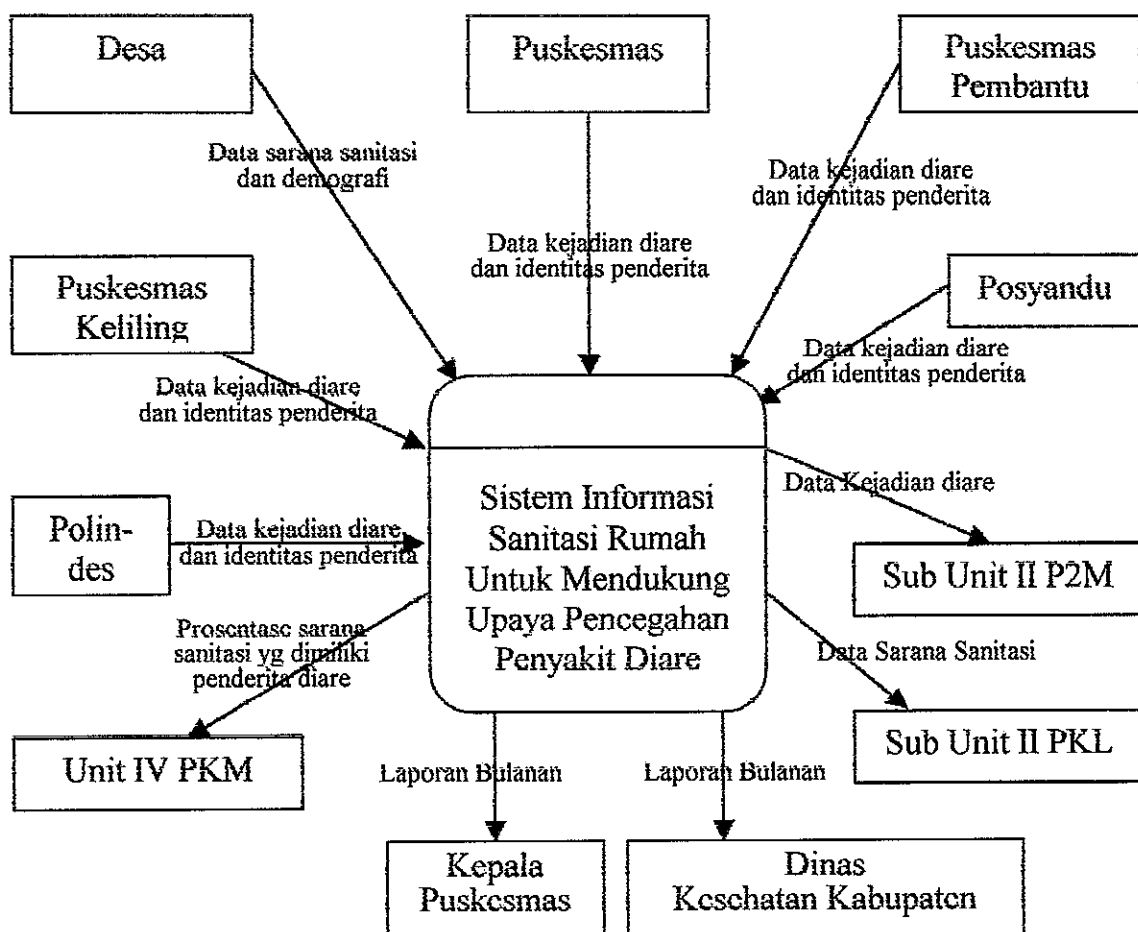 Desa
Puskesmas
Puskesmas
Pembantu
Data sarana sanitasi
dan demografi
Data kejadian diare
dan identitas penderita
Data kejadian diare
dan identitas penderita
Puskesmas
Keliling
Posyandu
Data kejadian diare
dan identitas penderita
Data kejadian diare
dan identitas penderita
Sistem Informasi
Sanitasi Rumah
Untuk Mendukung
Upaya Pencegahan
Penyakit Diare
Data Kejadian diare
Polin-
des
Data kejadian diare
dan identitas penderita
Sub Unit II P2M
Prosentase sarana
sanitasi yg dimiliki
penderita diare
Data Sarana Sanitasi
Unit IV PKM
Sub Unit II PKL
Laporan Bulanan
Laporan Bulanan
Kepala
Puskesmas
Dinas
Kesehatan Kabupaten